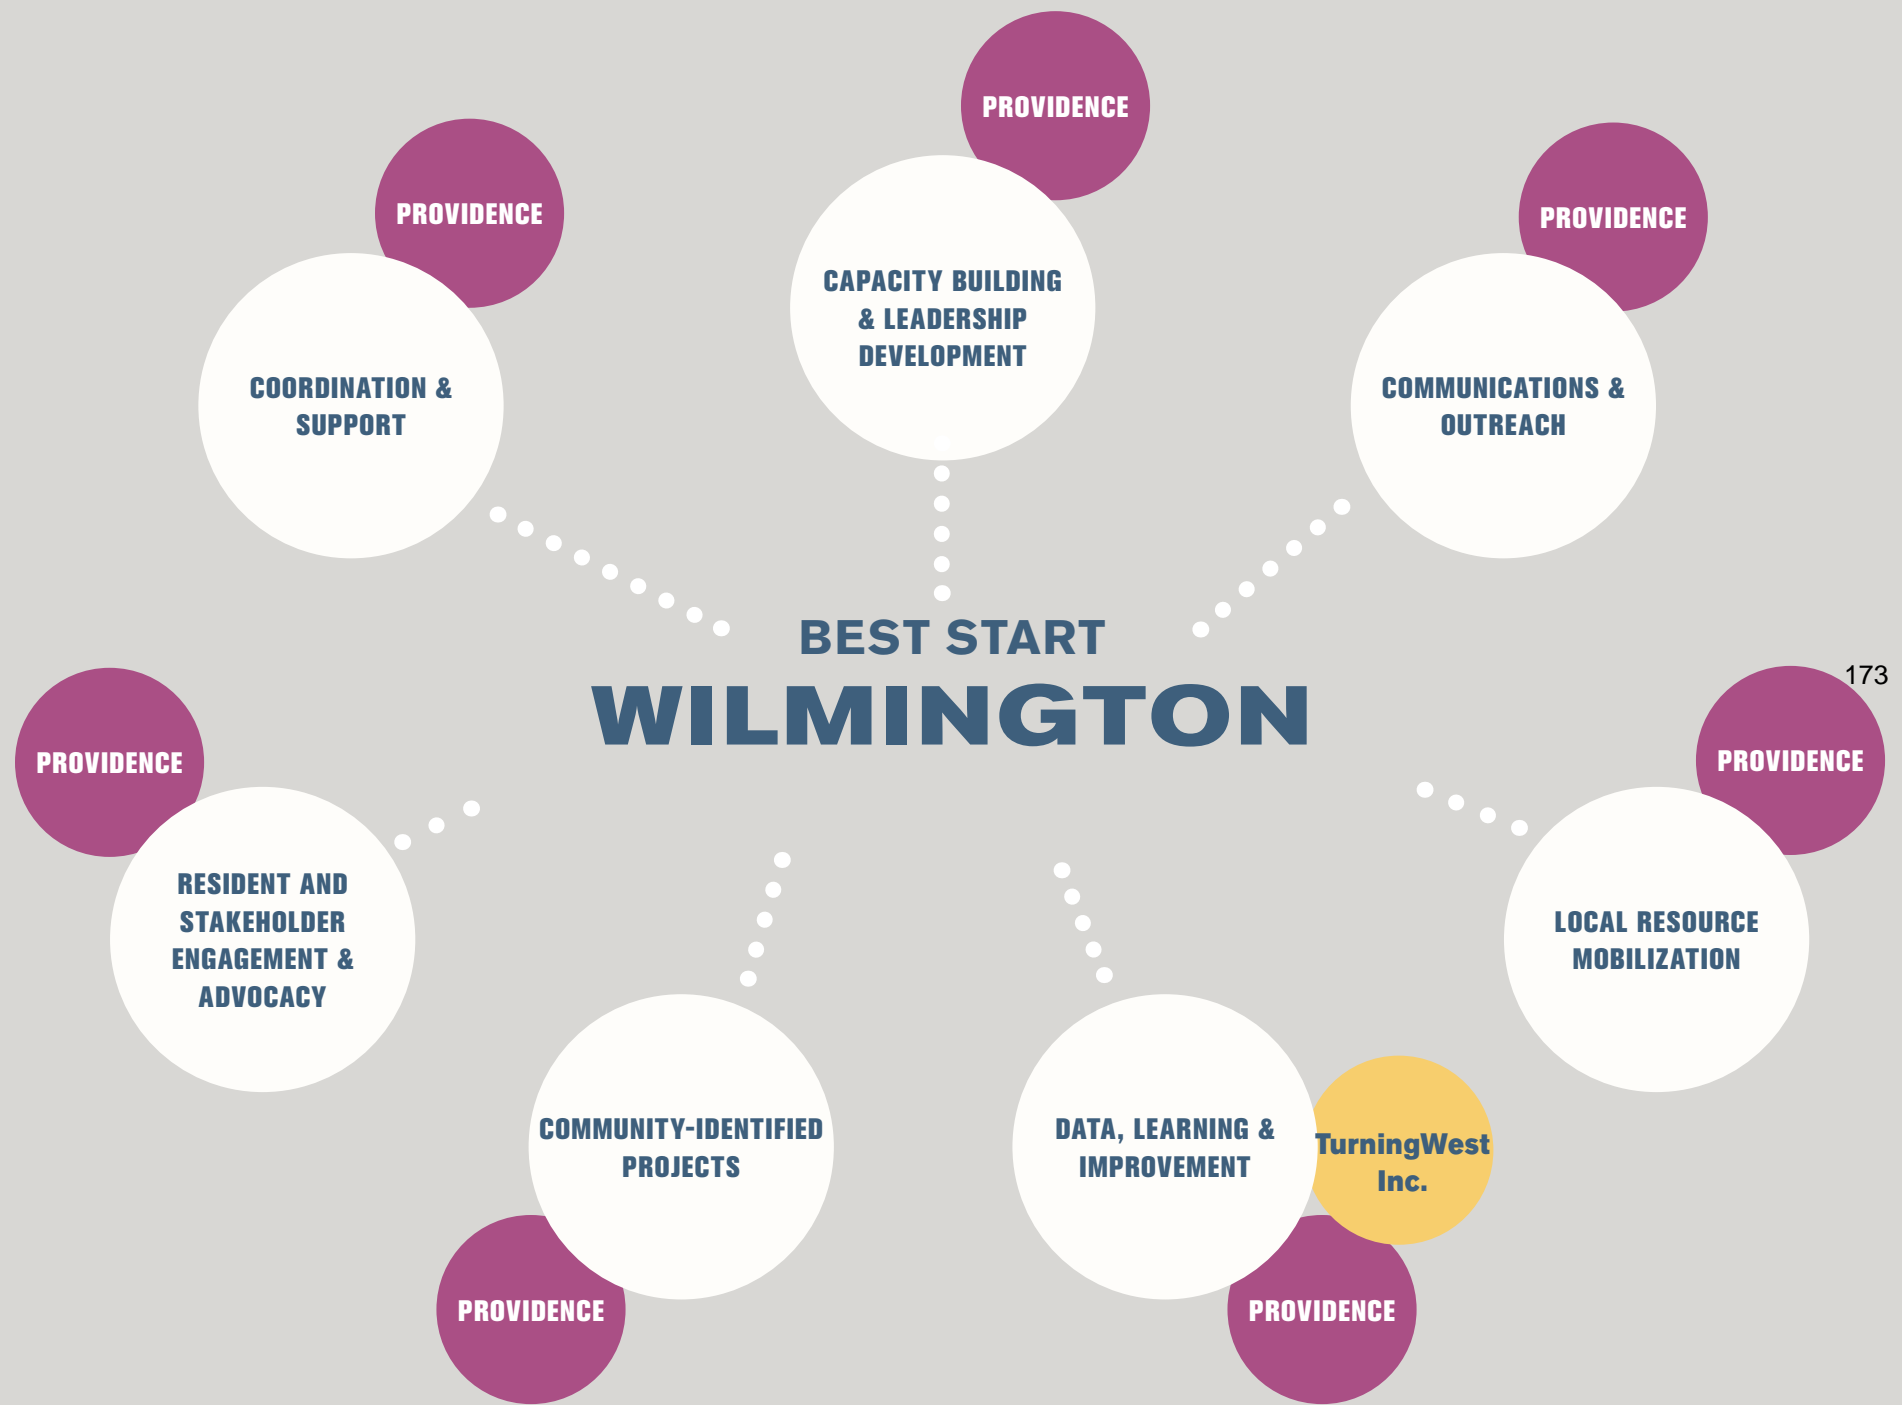 PROVIDENCE
PROVIDENCE
PROVIDENCE
CAPACITY BUILDING
& LEADERSHIP
DEVELOPMENT
COORDINATION &
SUPPORT
COMMUNICATIONS &
OUTREACH
BEST START
WILMINGTON
173
PROVIDENCE
PROVIDENCE
RESIDENT AND
STAKEHOLDER
ENGAGEMENT &
ADVOCACY
LOCAL RESOURCE
MOBILIZATION
COMMUNITY-IDENTIFIED
PROJECTS
DATA, LEARNING &
IMPROVEMENT
TurningWest
Inc.
PROVIDENCE
PROVIDENCE